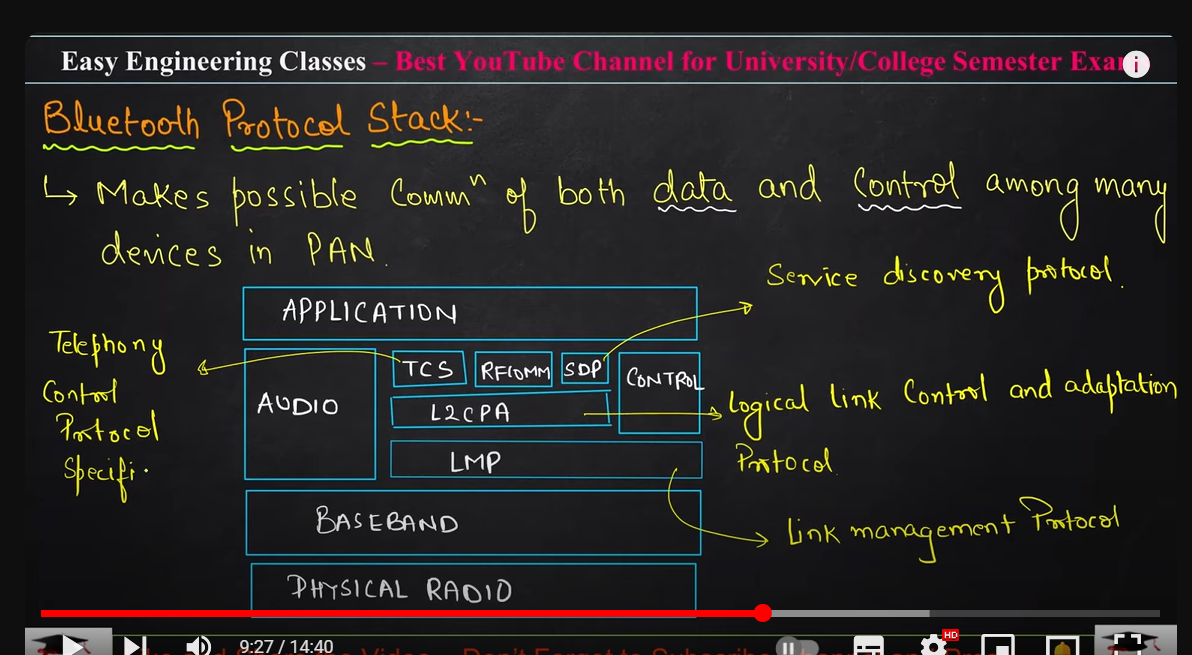 Easy Engineering Classes – Best YouTube Channel for University/College Semester Exa
Bluetooth Protocol Stack:-
↳ Makes possible Commⁿ of both data and Control among many
devices in PAN.
Service discovery protocol.
APPLICATION
Telephony
Control
Protocol
Specifi.
TCS RFCOMM SDP CONTROL
AUDIO
L2CPA
Logical link Control and adaptation
Protocol
LMP
BASEBAND
Link management Protocol
PHYSICAL RADIO
9:27 / 14:40
HD